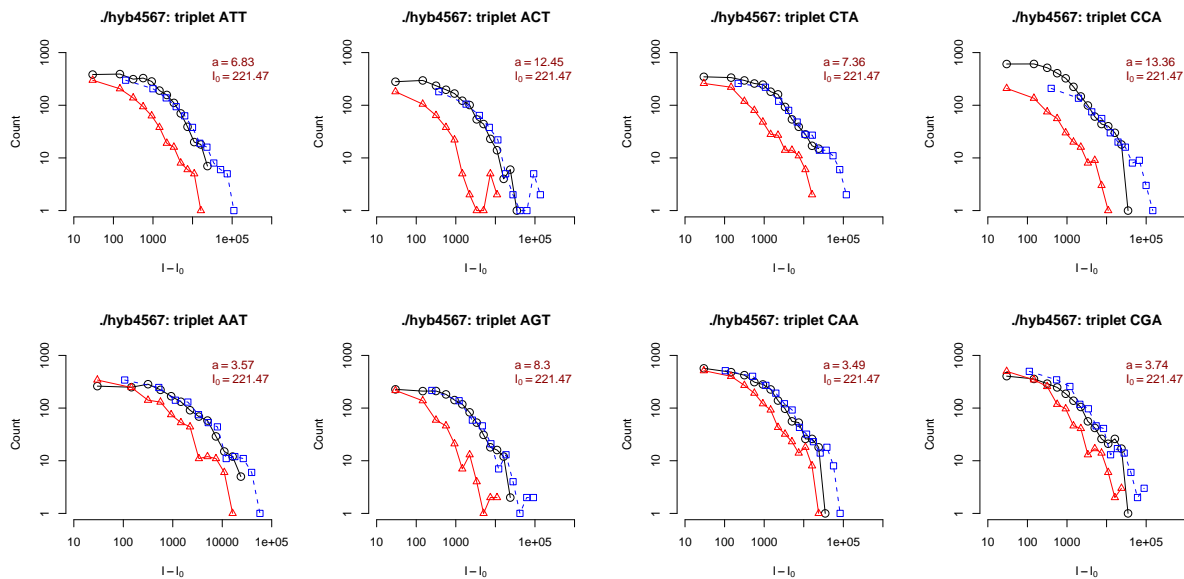 ./hyb4567: triplet ATT
a = 6.83
I0 = 221.47
Count
1 10 100 1000
10 100 1000 1e+05
I − I0
./hyb4567: triplet ACT
a = 12.45
I0 = 221.47
Count
1 10 100 1000
10 100 1000 1e+05
I − I0
./hyb4567: triplet CTA
a = 7.36
I0 = 221.47
Count
1 10 100 1000
10 100 1000 1e+05
I − I0
./hyb4567: triplet CCA
a = 13.36
I0 = 221.47
Count
1 10 100 1000
10 100 1000 1e+05
I − I0
./hyb4567: triplet AAT
a = 3.57
I0 = 221.47
Count
1 10 100 1000
10 100 1000 10000 1e+05
I − I0
./hyb4567: triplet AGT
a = 8.3
I0 = 221.47
Count
1 10 100 1000
10 100 1000 1e+05
I − I0
./hyb4567: triplet CAA
a = 3.49
I0 = 221.47
Count
1 10 100 1000
10 100 1000 1e+05
I − I0
./hyb4567: triplet CGA
a = 3.74
I0 = 221.47
Count
1 10 100 1000
10 100 1000 1e+05
I − I0